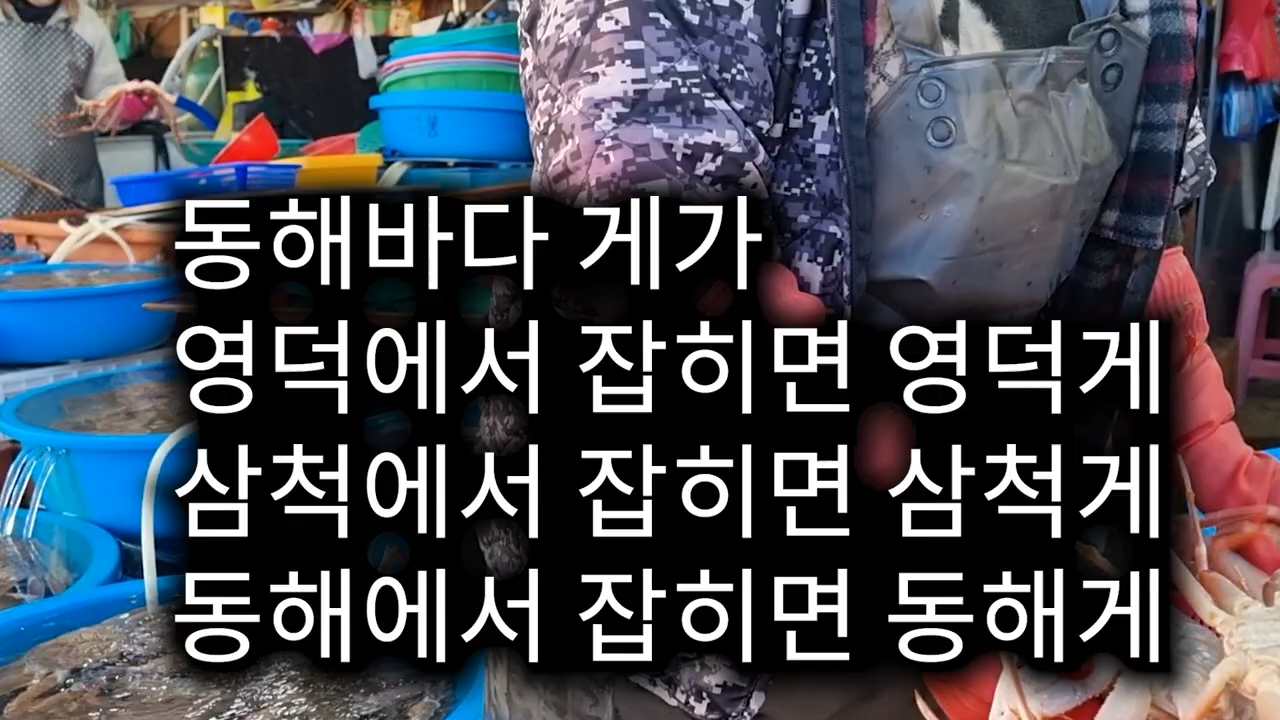 동해바다 게가
영덕에서 잡히면 영덕게
삼척에서 잡히면 삼척게
동해에서 잡히면 동해게